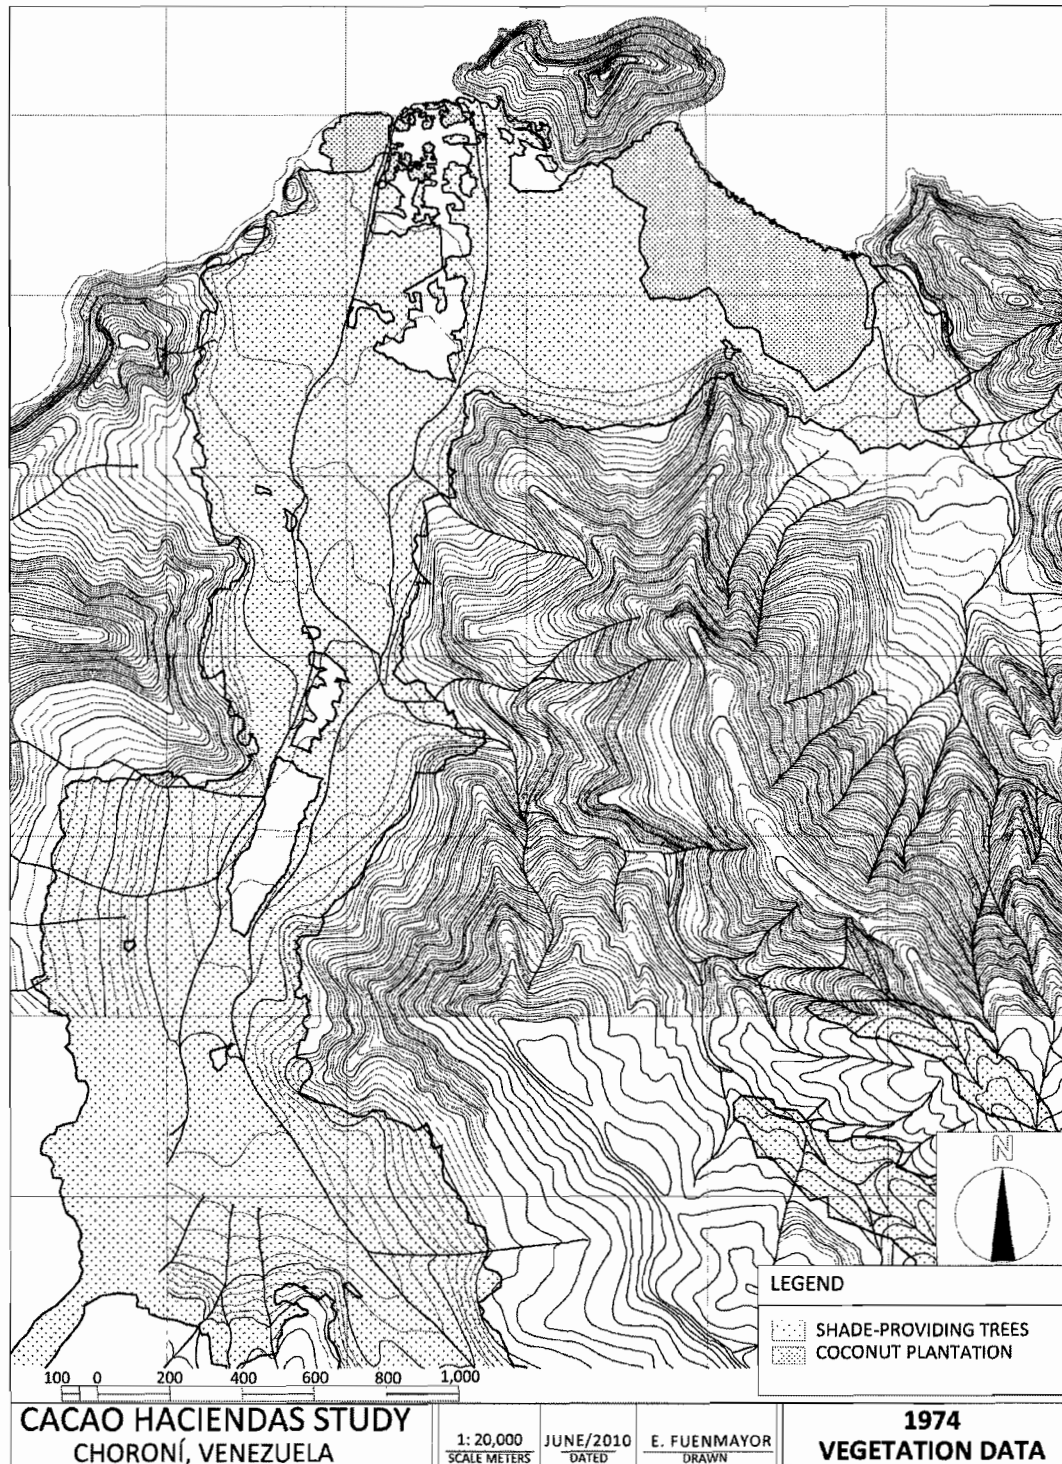 N
LEGEND
SHADE-PROVIDING TREES
COCONUT PLANTATION
100 0 200 400 600 800 1,000
CACAO HACIENDAS STUDY
CHORONÍ, VENEZUELA
1: 20,000
SCALE METERS
JUNE/2010
DATED
E. FUENMAYOR
DRAWN
1974
VEGETATION DATA